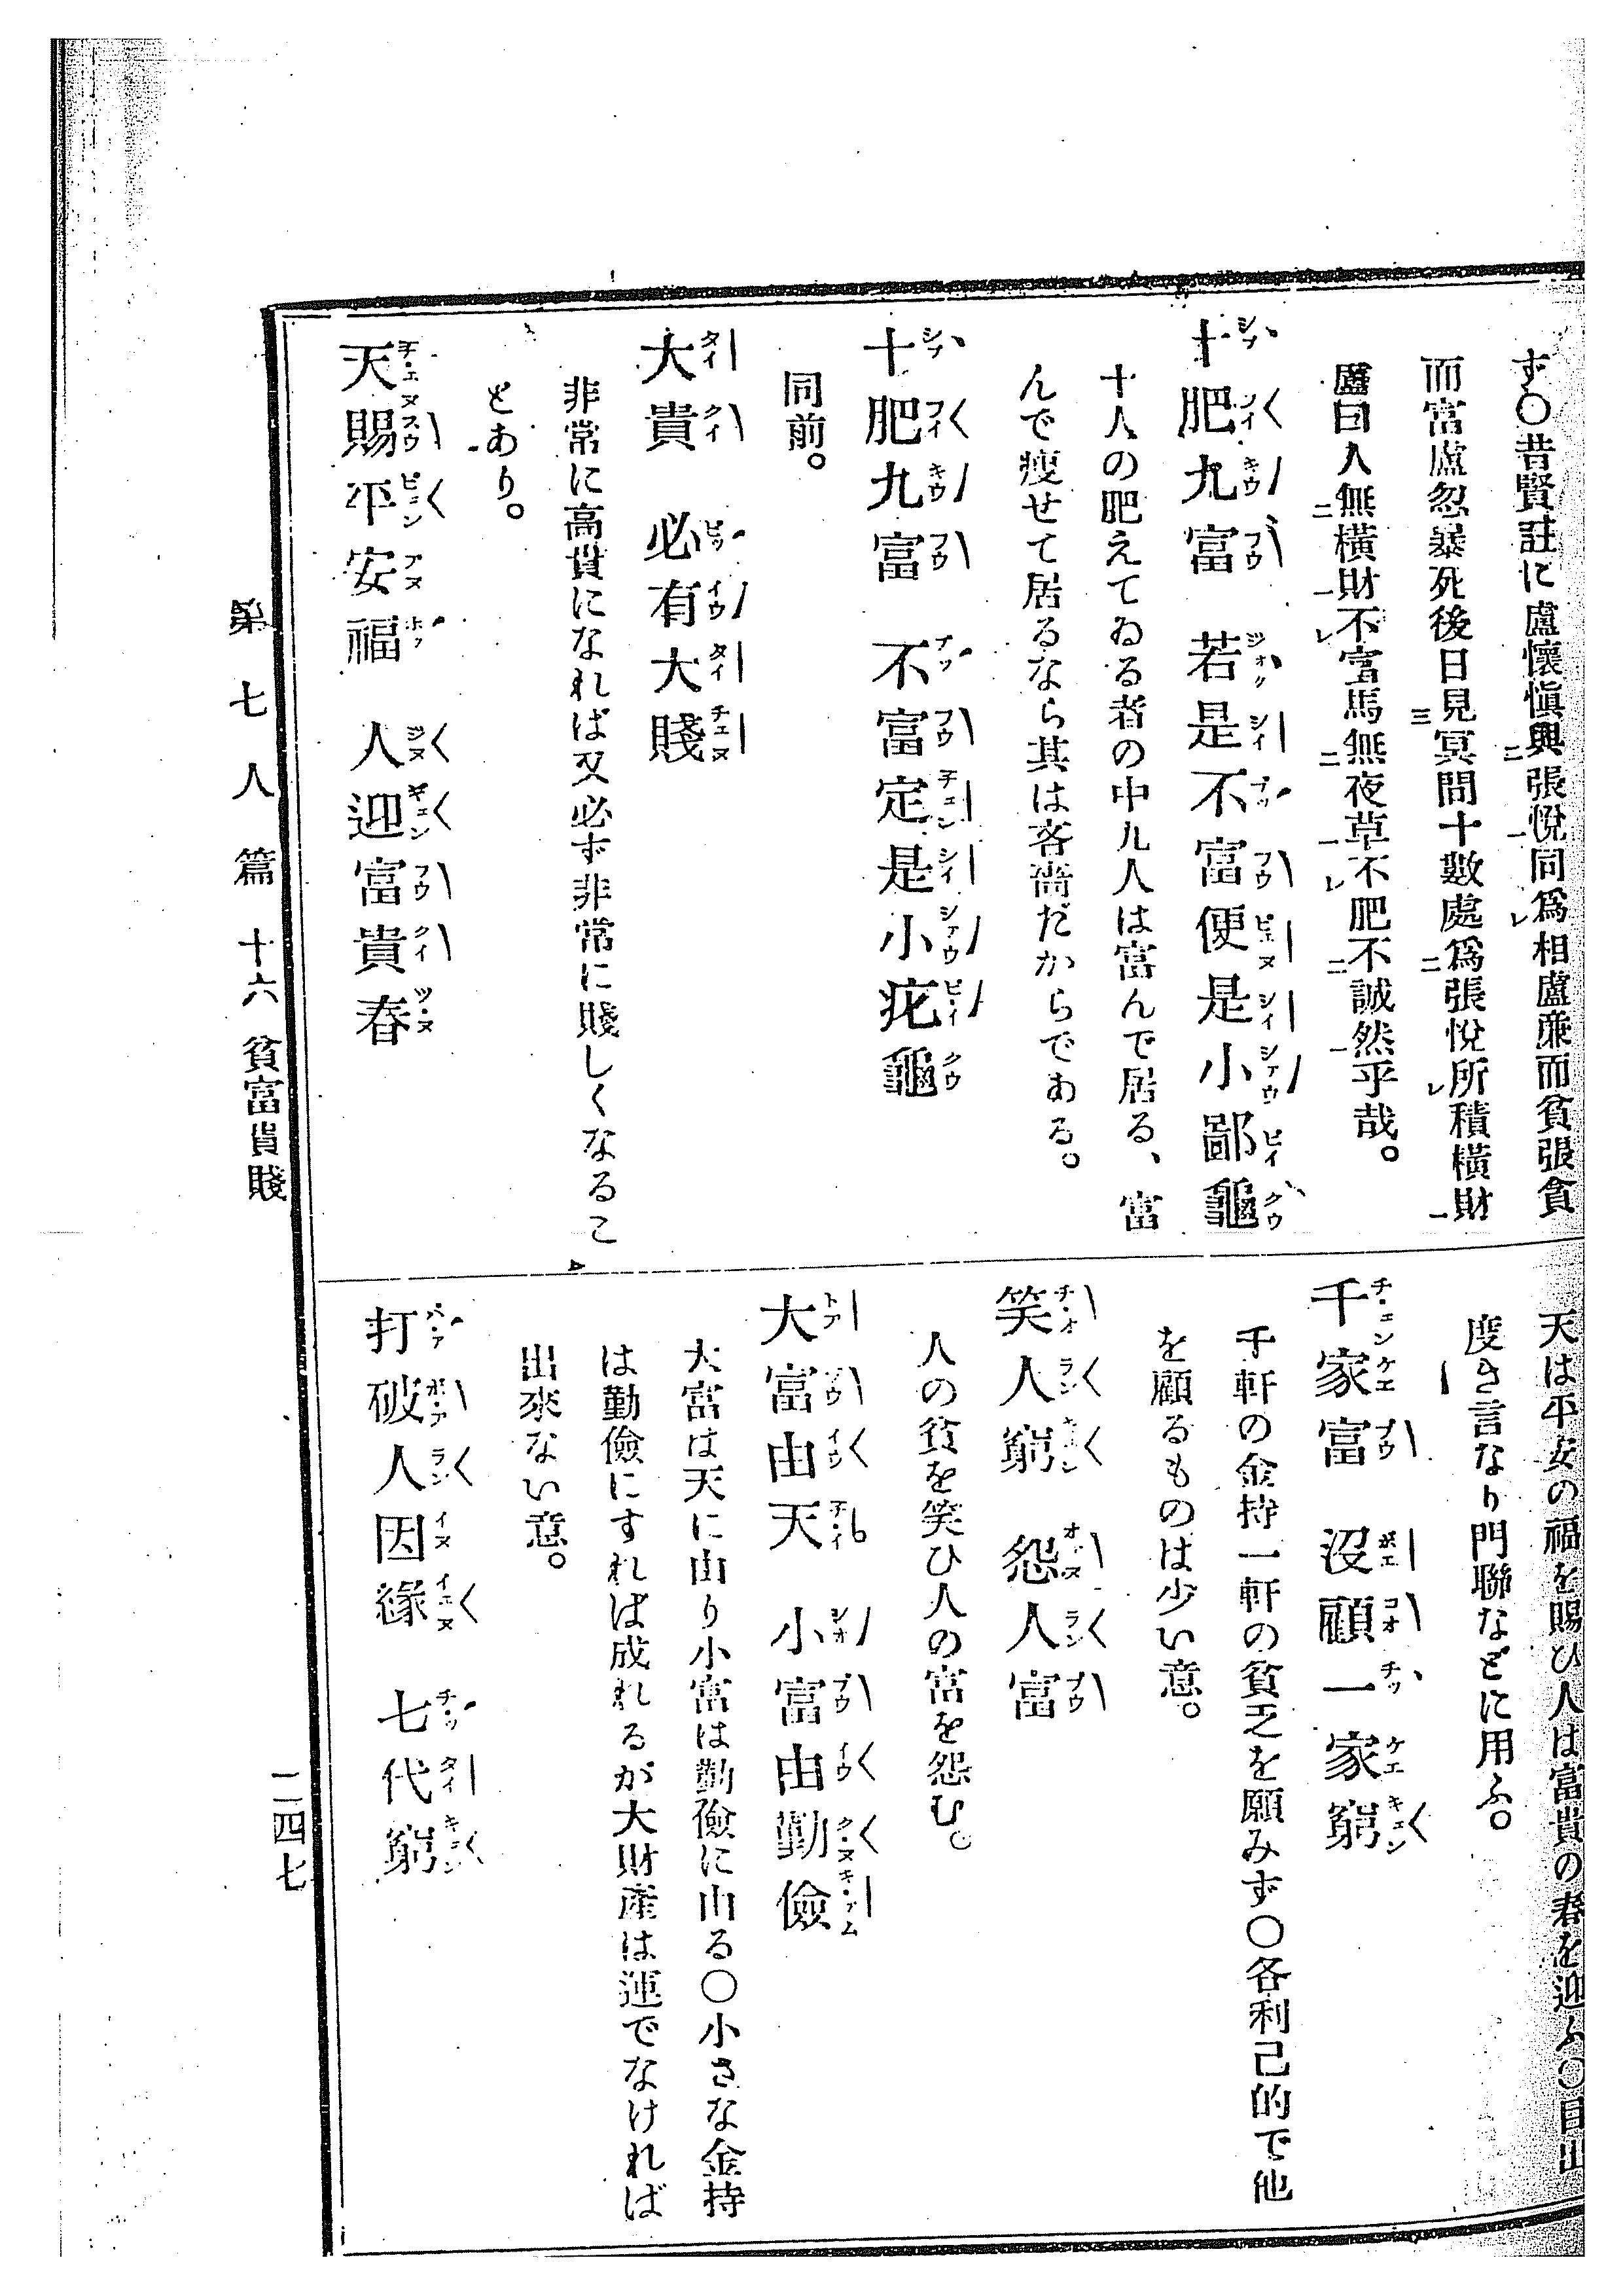 ず〇昔賢註に盧懷愼與張悅同爲相盧廉而貧張貪
而富盧忽暴死後日見冥間十數處爲張悅所積橫財
盧曰人無橫財不富馬無夜草不肥不誠然乎哉。
十肥九富 若是不富便是小鄙龜
十人の肥えてゐる者の中九人は富んで居る、富
んで瘦せて居るなら其は吝嗇だからである。
十肥九富 不富定是小疕龜
同前。
大貴 必有大賤
非常に高貴になれば又必ず非常に賤しくなるこ
とあり。
天賜平安福 人迎富貴春
天は平安の福を賜ひ人は富貴の春を迎ふ〇目出
度き言なり門聯などに用ふ。
千家富 沒顧一家窮
千軒の金持一軒の貧乏を願みず〇各利己的で他
を顧るものは少い意。
笑人窮 怨人富
人の貧を笑ひ人の富を怨む。
大富由天 小富由勤儉
大富は天に由り小富は勤儉に由る〇小さな金持
は勤儉にすれば成れるが大財產は運でなければ
出來ない意。
打破人因緣 七代窮
第七人篇 十六 貧富貴賤
二四七